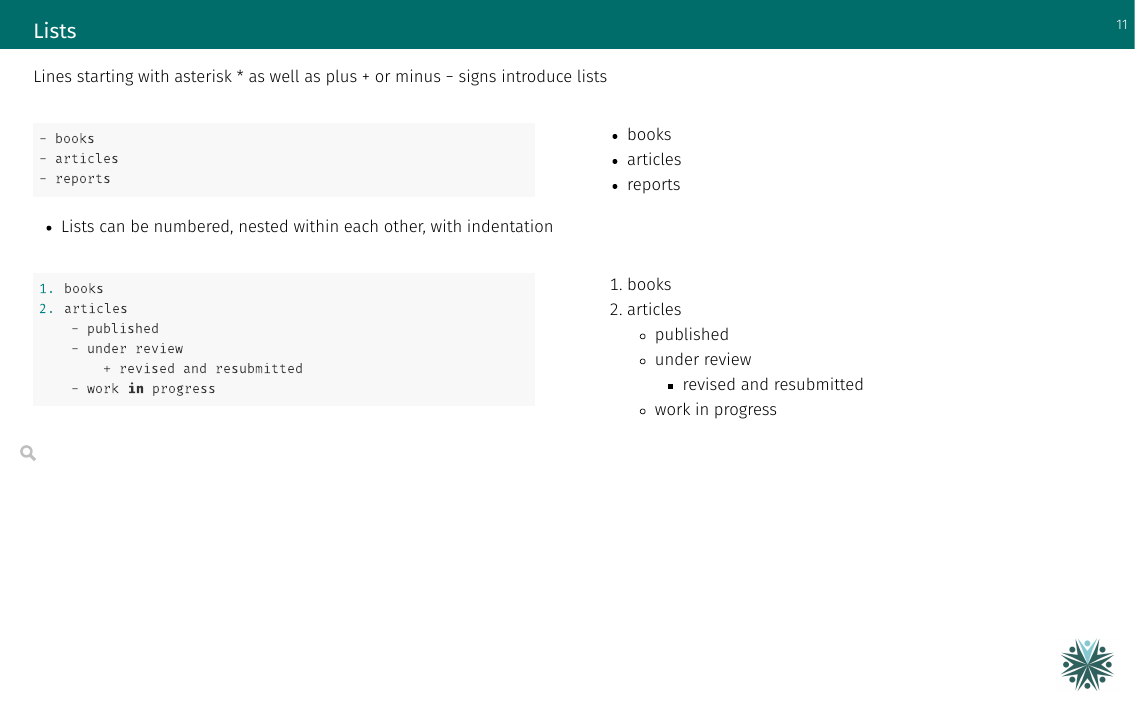 Lists
11
Lines starting with asterisk * as well as plus + or minus - signs introduce lists
- books
- articles
- reports
• books
• articles
• reports
• Lists can be numbered, nested within each other, with indentation
1. books
2. articles
    - published
    - under review
        + revised and resubmitted
    - work in progress
1. books
2. articles
    ◦ published
    ◦ under review
        ▪ revised and resubmitted
    ◦ work in progress